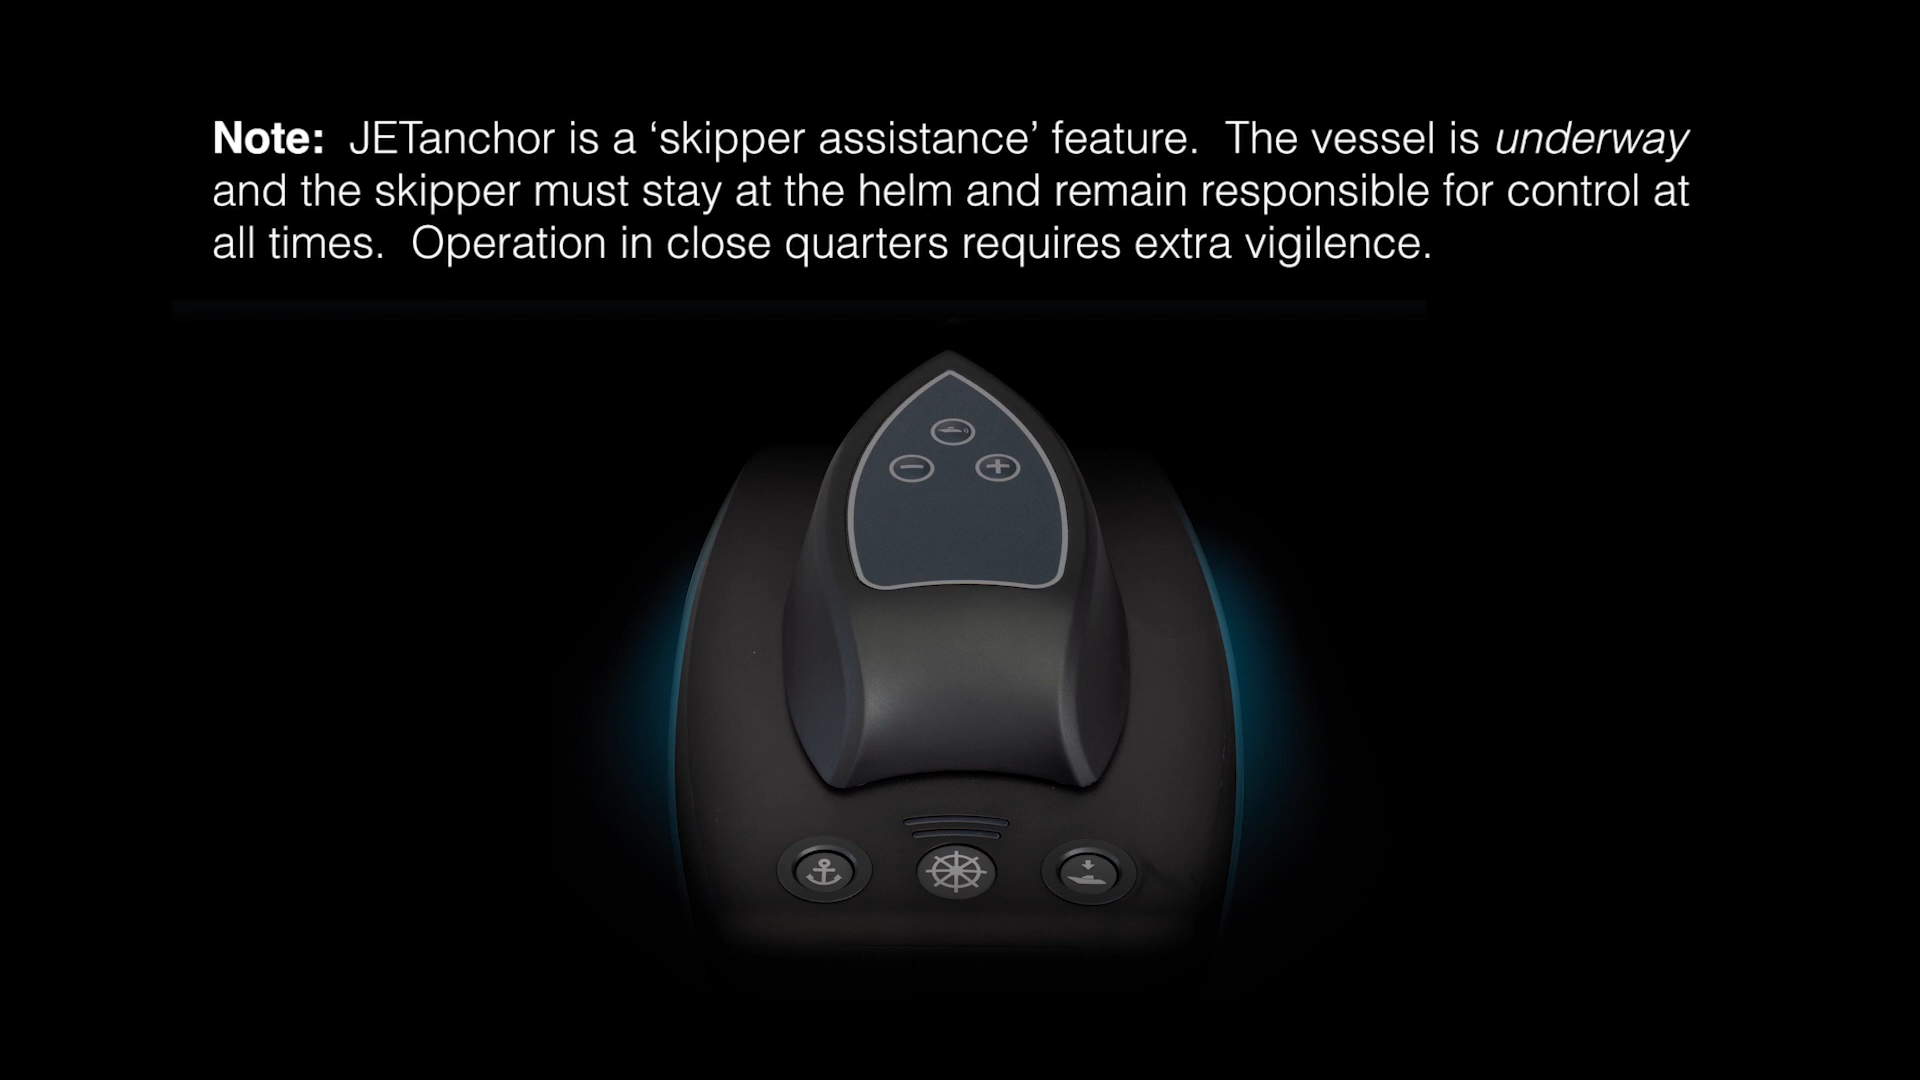 Note:  JETanchor is a ‘skipper assistance’ feature.  The vessel is underway
and the skipper must stay at the helm and remain responsible for control at
all times.  Operation in close quarters requires extra vigilence.